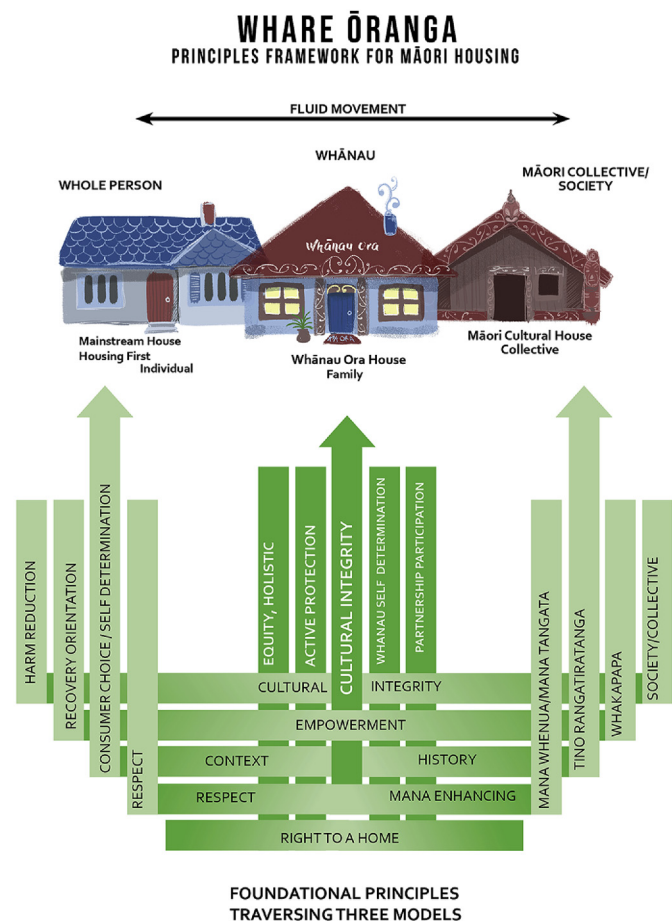 WHARE ŌRANGA
PRINCIPLES FRAMEWORK FOR MĀORI HOUSING
FLUID MOVEMENT
WHOLE PERSON
WHĀNAU
MĀORI COLLECTIVE/
SOCIETY
Whānau Ora
Mainstream House
Housing First
Individual
Whānau Ora House
Family
Māori Cultural House
Collective
HARM REDUCTION
RECOVERY ORIENTATION
CONSUMER CHOICE / SELF DETERMINATION
RESPECT
EQUITY, HOLISTIC
ACTIVE PROTECTION
CULTURAL INTEGRITY
WHANAU SELF DETERMINATION
PARTNERSHIP PARTICIPATION
MANA WHENUA/MANA TANGATA
TINO RANGATIRATANGA
WHAKAPAPA
SOCIETY/COLLECTIVE
CULTURAL INTEGRITY
EMPOWERMENT
CONTEXT HISTORY
RESPECT MANA ENHANCING
RIGHT TO A HOME
FOUNDATIONAL PRINCIPLES
TRAVERSING THREE MODELS